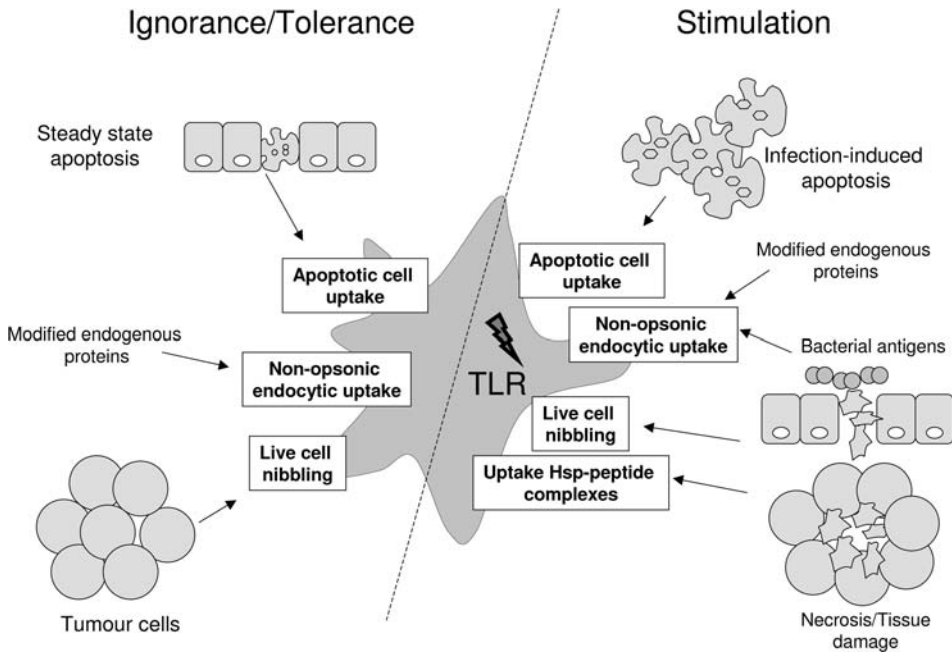 Ignorance/Tolerance
Stimulation
Steady state
apoptosis
Infection-induced
apoptosis
Apoptotic cell
uptake
Apoptotic cell
uptake
Modified endogenous
proteins
Modified endogenous
proteins
Non-opsonic
endocytic uptake
Non-opsonic
endocytic uptake
Bacterial antigens
TLR
Live cell
nibbling
Live cell
nibbling
Uptake Hsp-peptide
complexes
Tumour cells
Necrosis/Tissue
damage